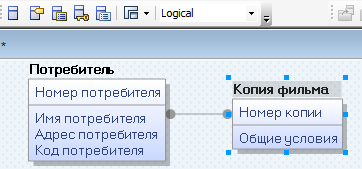 Logical
*
Потребитель
Номер потребителя
Имя потребителя
Адрес потребителя
Код потребителя
Копия фильма
Номер копии
Общие условия